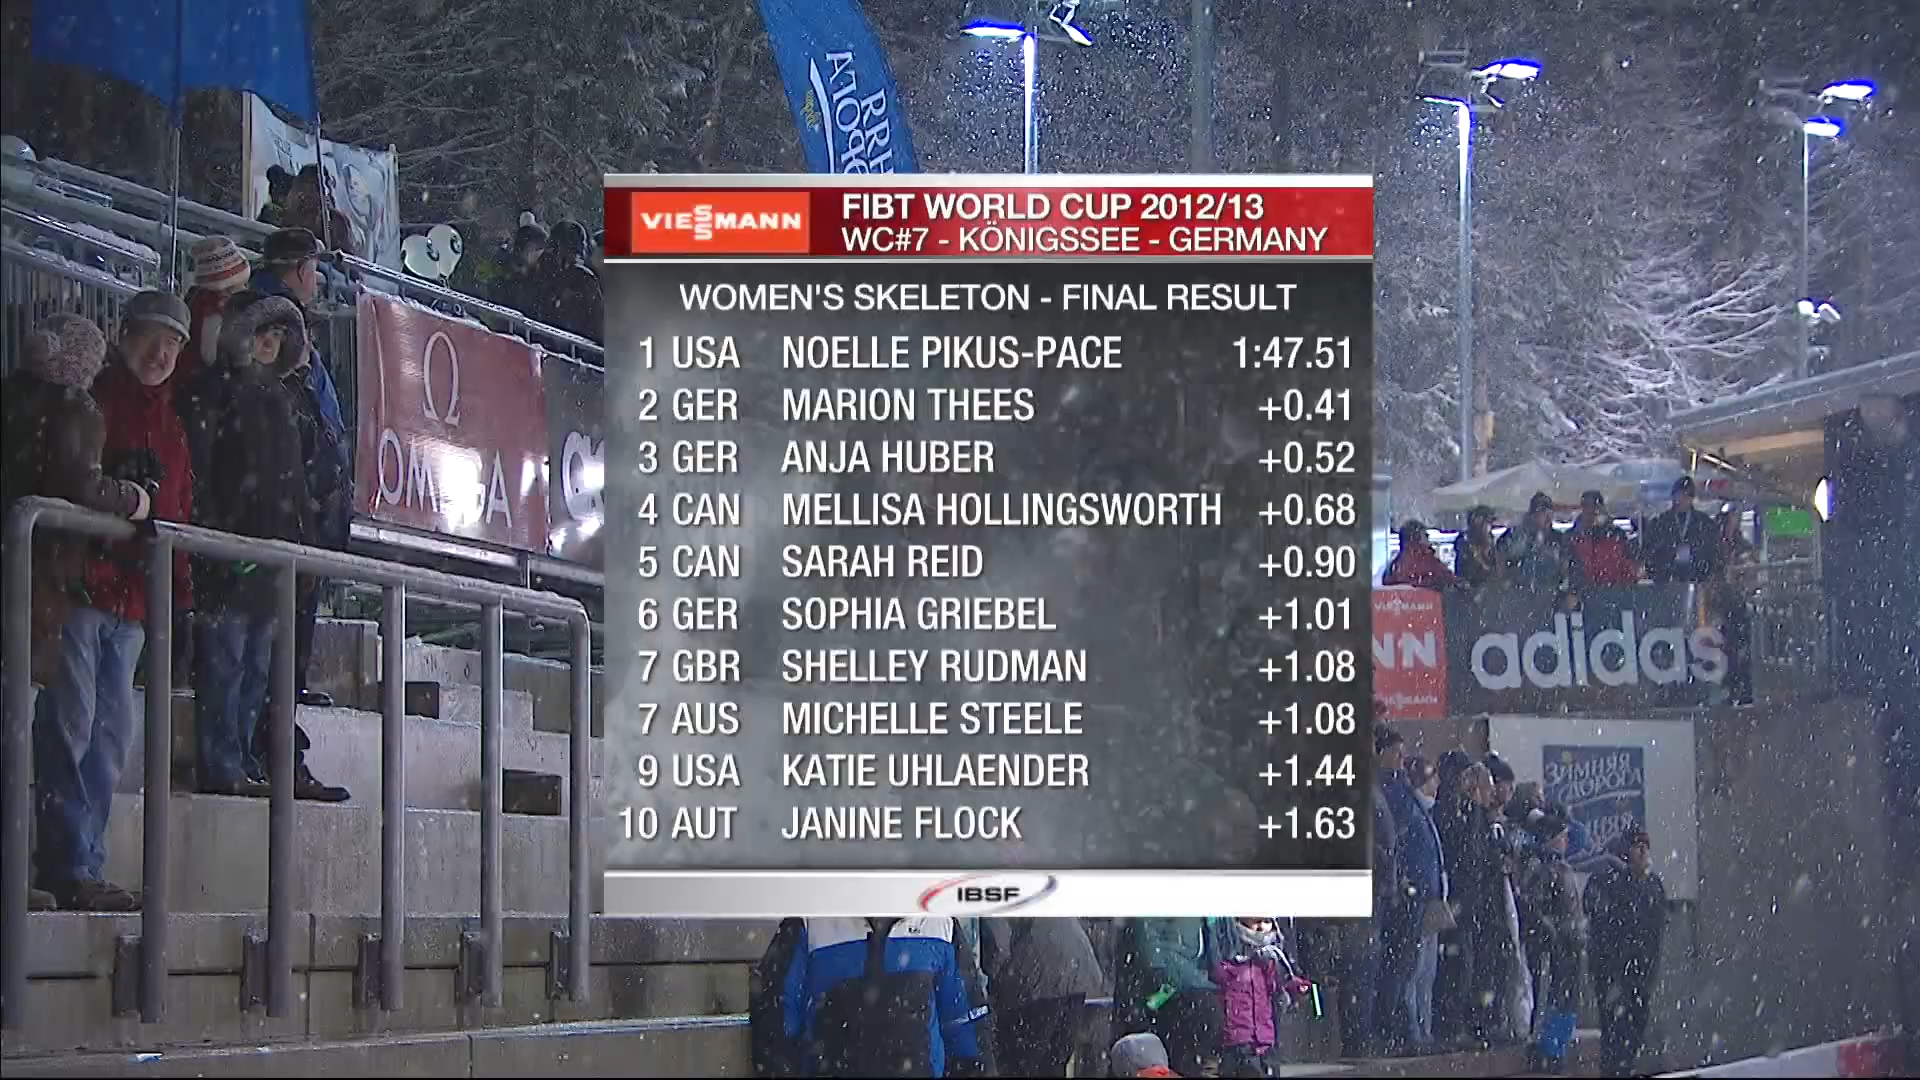 VIESSMANN
FIBT WORLD CUP 2012/13
WC#7 - KÖNIGSSEE - GERMANY
WOMEN'S SKELETON - FINAL RESULT
1 USA NOELLE PIKUS-PACE 1:47.51
2 GER MARION THEES +0.41
3 GER ANJA HUBER +0.52
4 CAN MELLISA HOLLINGSWORTH +0.68
5 CAN SARAH REID +0.90
6 GER SOPHIA GRIEBEL +1.01
7 GBR SHELLEY RUDMAN +1.08
7 AUS MICHELLE STEELE +1.08
9 USA KATIE UHLAENDER +1.44
10 AUT JANINE FLOCK +1.63
IBSF
Ω
OMEGA
VIESSMANN
NN
adidas
ЗИМНЯЯ